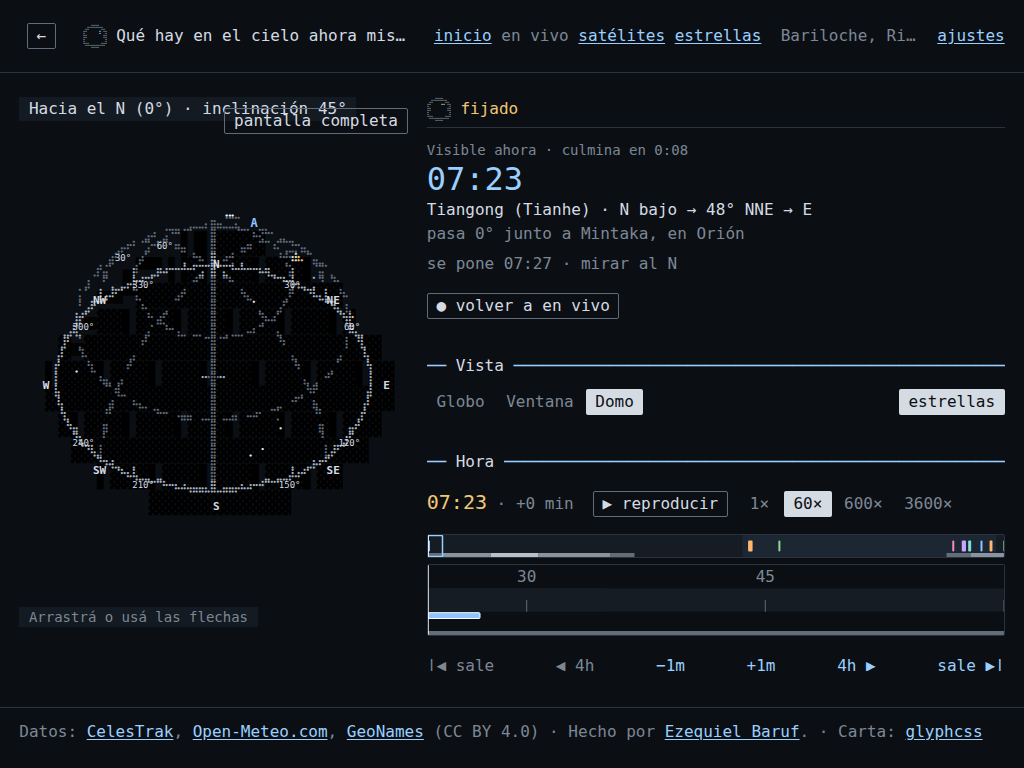 ← Qué hay en el cielo ahora mis… inicio en vivo satélites estrellas Bariloche, Ri… ajustes
Hacia el N (0°) · inclinación 45°
pantalla completa
A
60°
30°
N
330°
30°
NW
NE
300°
60°
W
E
240°
120°
SW
SE
210°
150°
S
Arrastrá o usá las flechas
fijado
Visible ahora · culmina en 0:08
07:23
Tiangong (Tianhe) · N bajo → 48° NNE → E
pasa 0° junto a Mintaka, en Orión
se pone 07:27 · mirar al N
● volver a en vivo
Vista
Globo Ventana Domo estrellas
Hora
07:23 · +0 min ▶ reproducir 1× 60× 600× 3600×
30 45
|◀ sale ◀ 4h −1m +1m 4h ▶ sale ▶|
Datos: CelesTrak, Open-Meteo.com, GeoNames (CC BY 4.0) · Hecho por Ezequiel Baruf. · Carta: glyphcss